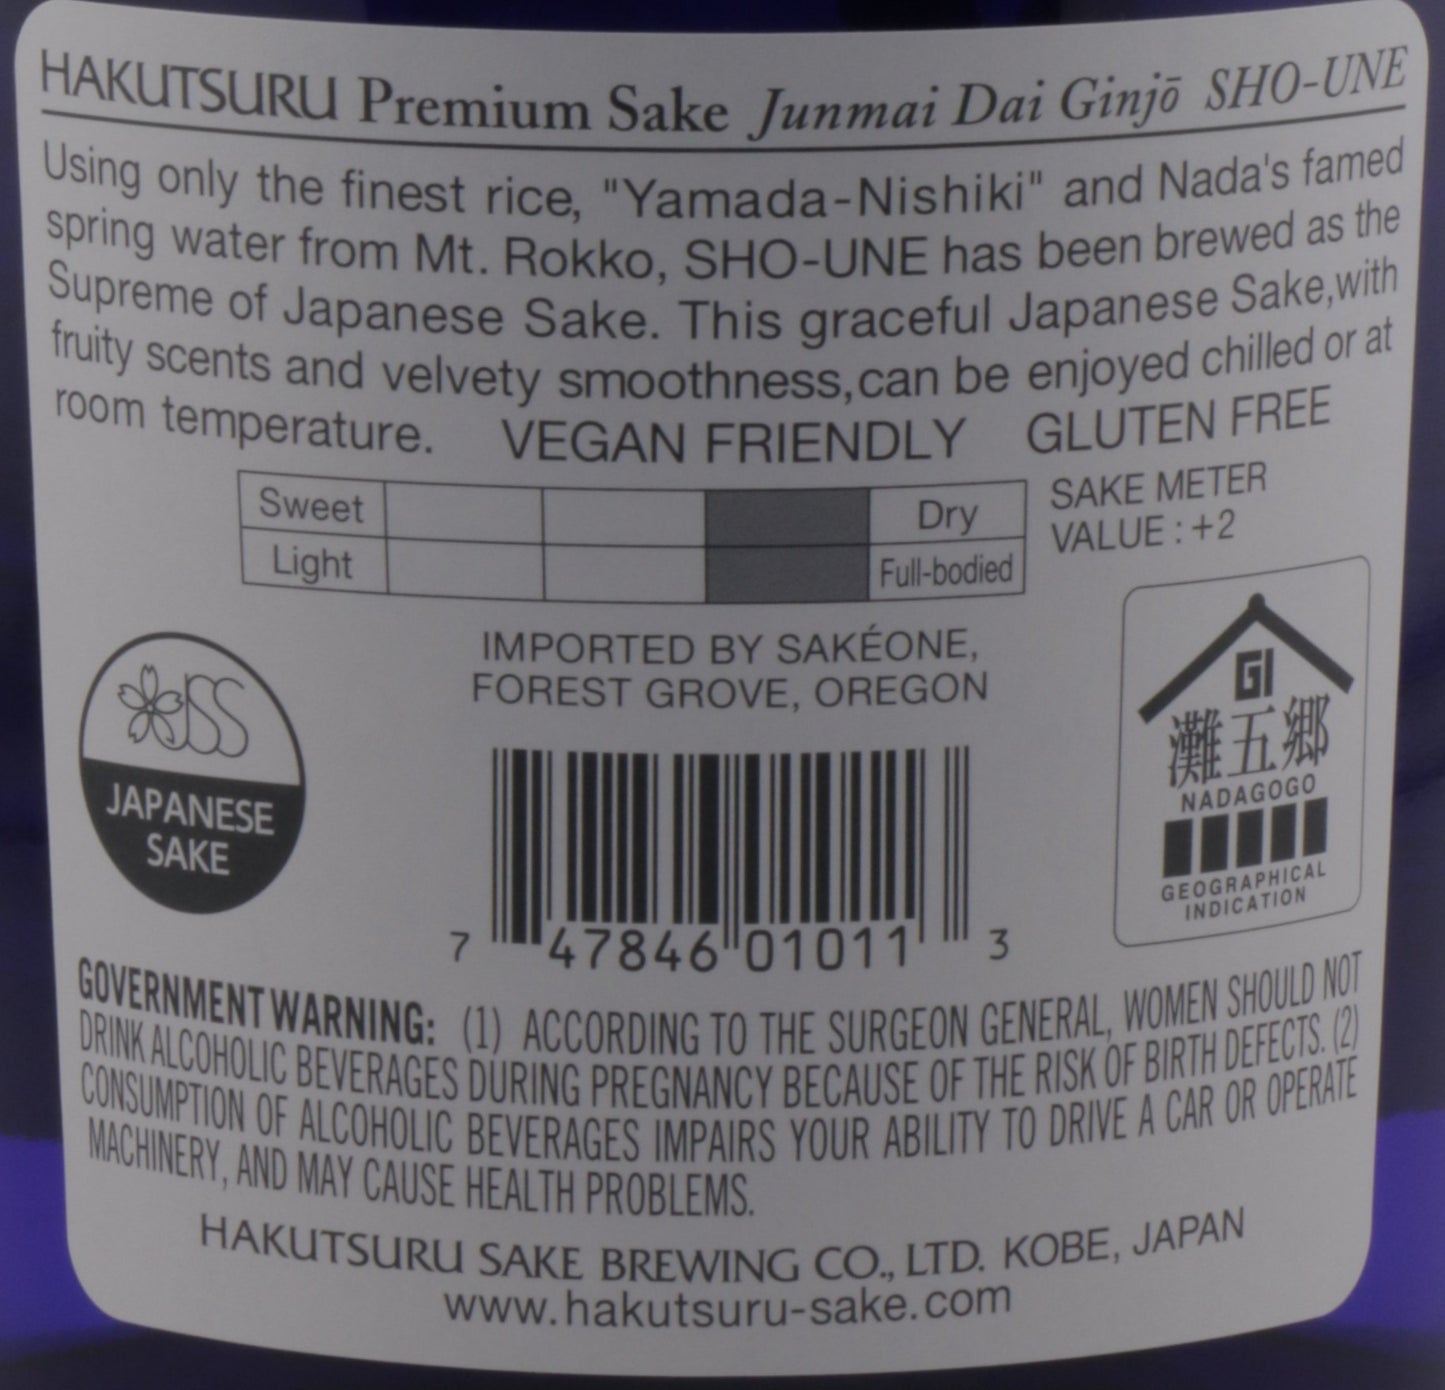 HAKUTSURU Premium Sake Junmai Dai Ginjō SHO-UNE
Using only the finest rice, "Yamada-Nishiki" and Nada's famed
spring water from Mt. Rokko, SHO-UNE has been brewed as the
Supreme of Japanese Sake. This graceful Japanese Sake,with
fruity scents and velvety smoothness,can be enjoyed chilled or at
room temperature. VEGAN FRIENDLY GLUTEN FREE
Sweet Dry
Light Full-bodied
SAKE METER
VALUE : +2
IMPORTED BY SAKÉONE,
FOREST GROVE, OREGON
JSS
JAPANESE
SAKE
7 47846 01011 3
GI
灘五郷
NADAGOGO
GEOGRAPHICAL
INDICATION
GOVERNMENT WARNING: (1) ACCORDING TO THE SURGEON GENERAL, WOMEN SHOULD NOT
DRINK ALCOHOLIC BEVERAGES DURING PREGNANCY BECAUSE OF THE RISK OF BIRTH DEFECTS. (2)
CONSUMPTION OF ALCOHOLIC BEVERAGES IMPAIRS YOUR ABILITY TO DRIVE A CAR OR OPERATE
MACHINERY, AND MAY CAUSE HEALTH PROBLEMS.
HAKUTSURU SAKE BREWING CO., LTD. KOBE, JAPAN
www.hakutsuru-sake.com